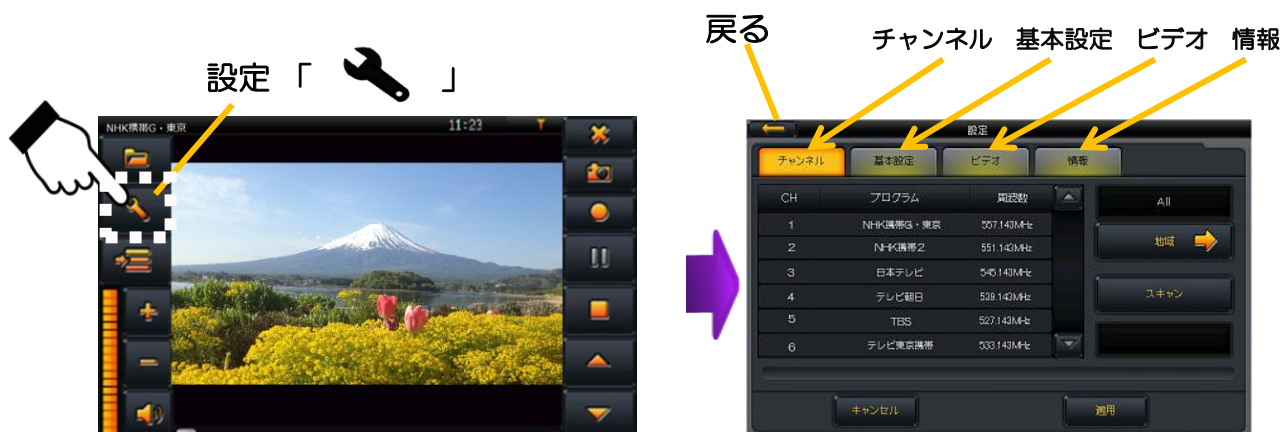 設定「 」
NHK携帯G・東京 11:23
戻る
チャンネル 基本設定 ビデオ 情報
設定
チャンネル 基本設定 ビデオ 情報
CH プログラム 周波数
1 NHK携帯G・東京 557.143MHz
2 NHK携帯2 551.143MHz
3 日本テレビ 545.143MHz
4 テレビ朝日 539.143MHz
5 TBS 527.143MHz
6 テレビ東京携帯 533.143MHz
All
地域
スキャン
キャンセル 適用